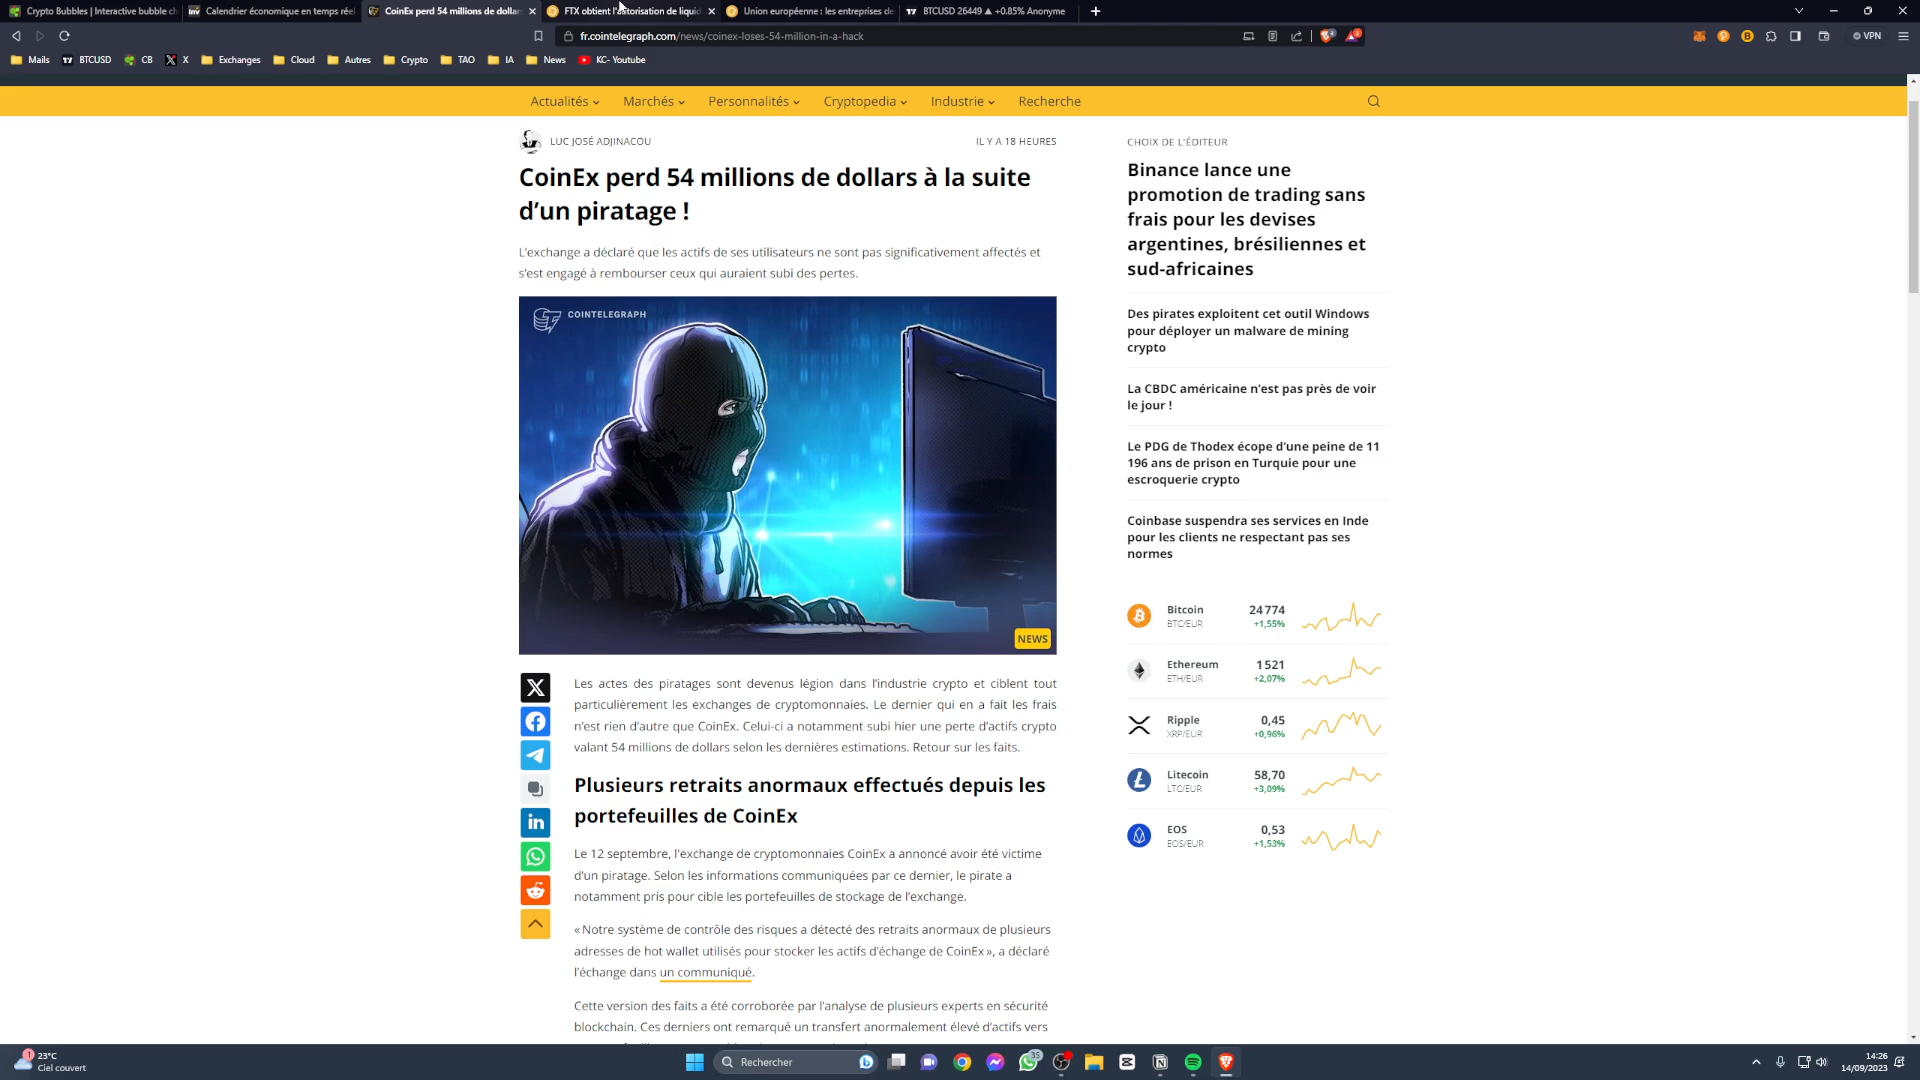 Crypto Bubbles | Interactive bubble ch
Calendrier économique en temps réel
CoinEx perd 54 millions de dollar
FTX obtient l'autorisation de liquid
Union européenne : les entreprises de
BTCUSD 26449 ▲ +0.85% Anonyme
fr.cointelegraph.com/news/coinex-loses-54-million-in-a-hack
VPN
Mails
BTCUSD
CB
X
Exchanges
Cloud
Autres
Crypto
TAO
IA
News
KC- Youtube
Actualités
Marchés
Personnalités
Cryptopedia
Industrie
Recherche
LUC JOSÉ ADJINACOU
IL Y A 18 HEURES
CoinEx perd 54 millions de dollars à la suite
d'un piratage !
L'exchange a déclaré que les actifs de ses utilisateurs ne sont pas significativement affectés et
s'est engagé à rembourser ceux qui auraient subi des pertes.
COINTELEGRAPH
NEWS
Les actes des piratages sont devenus légion dans l'industrie crypto et ciblent tout
particulièrement les exchanges de cryptomonnaies. Le dernier qui en a fait les frais
n'est rien d'autre que CoinEx. Celui-ci a notamment subi hier une perte d'actifs crypto
valant 54 millions de dollars selon les dernières estimations. Retour sur les faits.
Plusieurs retraits anormaux effectués depuis les
portefeuilles de CoinEx
Le 12 septembre, l'exchange de cryptomonnaies CoinEx a annoncé avoir été victime
d'un piratage. Selon les informations communiquées par ce dernier, le pirate a
notamment pris pour cible les portefeuilles de stockage de l'exchange.
« Notre système de contrôle des risques a détecté des retraits anormaux de plusieurs
adresses de hot wallet utilisés pour stocker les actifs d'échange de CoinEx », a déclaré
l'échange dans un communiqué.
Cette version des faits a été corroborée par l'analyse de plusieurs experts en sécurité
blockchain. Ces derniers ont remarqué un transfert anormalement élevé d'actifs vers
CHOIX DE L'ÉDITEUR
Binance lance une
promotion de trading sans
frais pour les devises
argentines, brésiliennes et
sud-africaines
Des pirates exploitent cet outil Windows
pour déployer un malware de mining
crypto
La CBDC américaine n'est pas près de voir
le jour !
Le PDG de Thodex écope d'une peine de 11
196 ans de prison en Turquie pour une
escroquerie crypto
Coinbase suspendra ses services en Inde
pour les clients ne respectant pas ses
normes
Bitcoin 24 774
BTC/EUR +1,55%
Ethereum 1 521
ETH/EUR +2,07%
Ripple 0,45
XRP/EUR +0,96%
Litecoin 58,70
LTC/EUR +3,09%
EOS 0,53
EOS/EUR +1,53%
1
23°C
Ciel couvert
Rechercher
35
14:26
14/09/2023